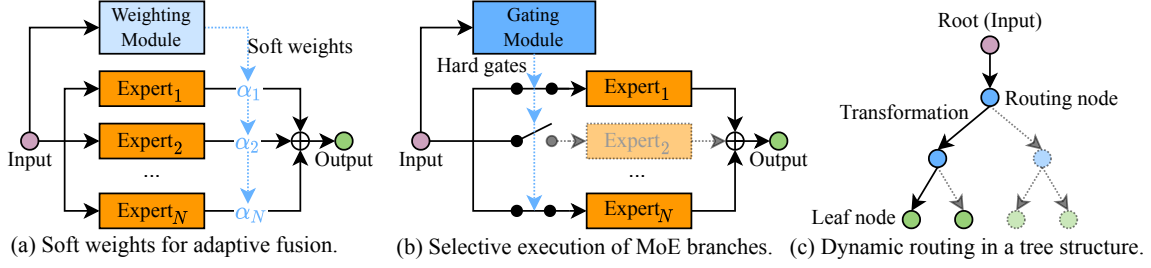 Weighting
Module
Soft weights
Expert1
α1
Expert2
α2
...
ExpertN
αN
Input
Output
(a) Soft weights for adaptive fusion.
Gating
Module
Hard gates
Expert1
Expert2
...
ExpertN
Input
Output
(b) Selective execution of MoE branches.
Root (Input)
Routing node
Transformation
Leaf node
(c) Dynamic routing in a tree structure.